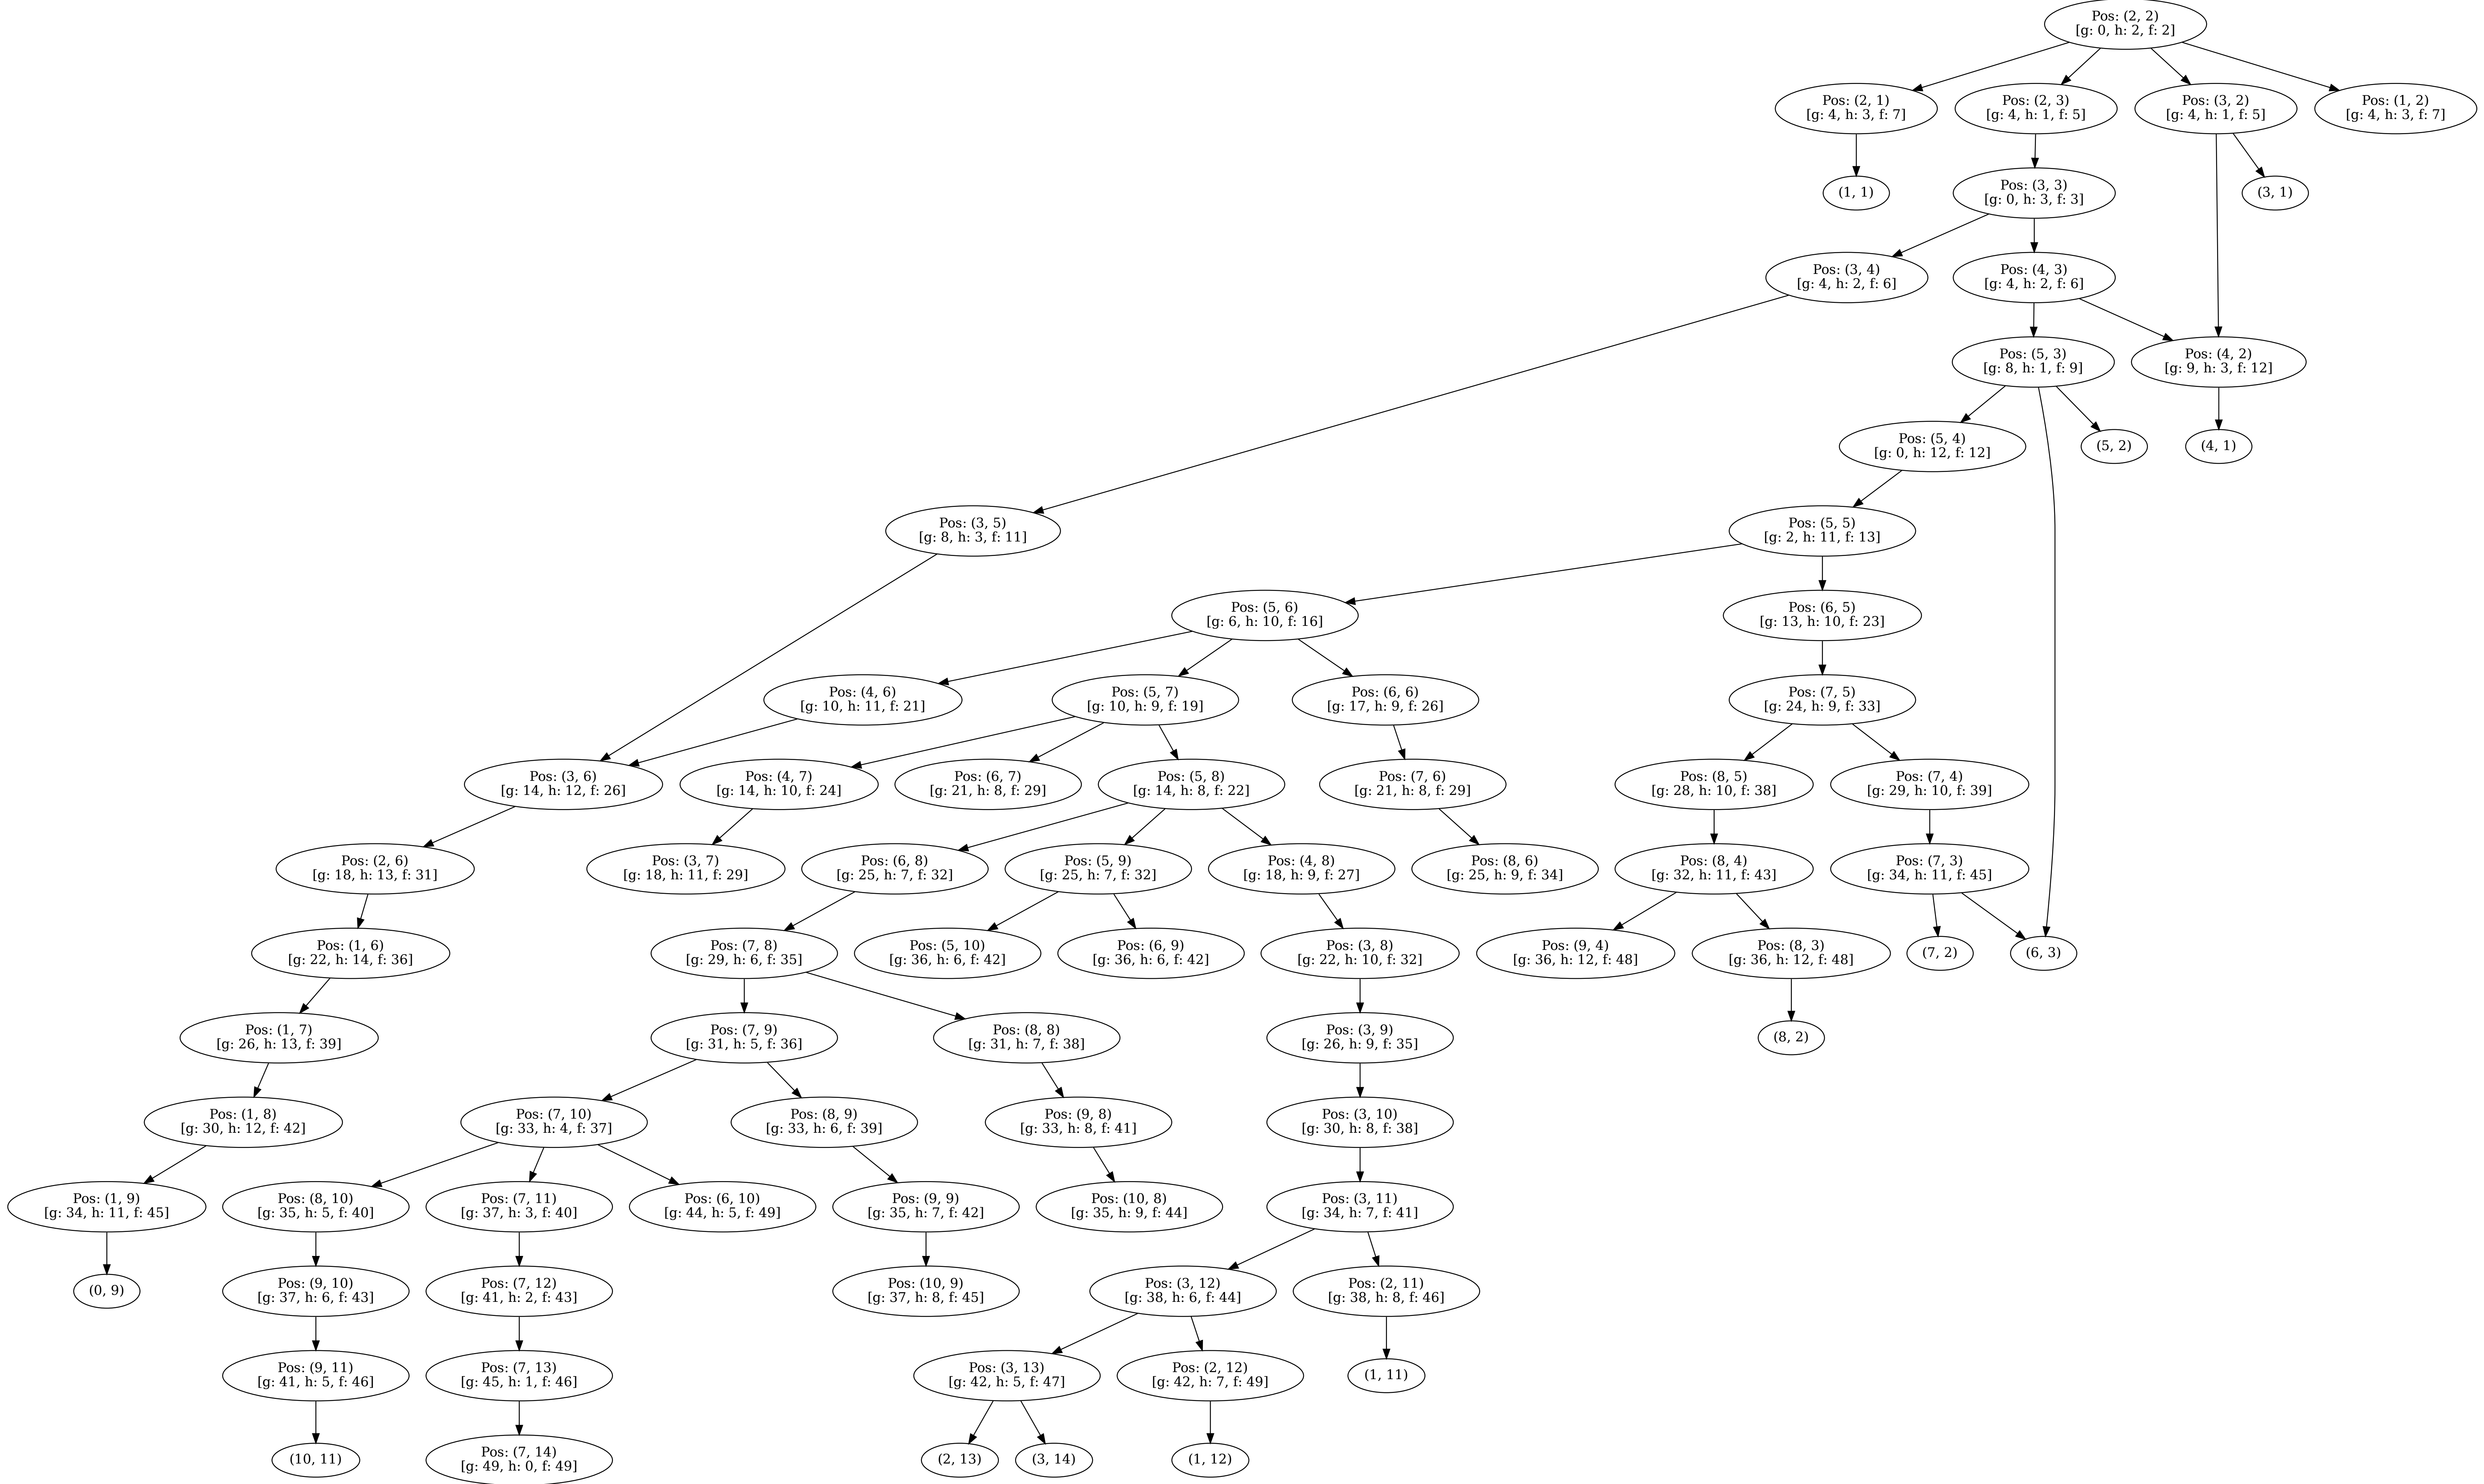 Pos: (2, 2)
[g: 0, h: 2, f: 2]
Pos: (2, 1)
[g: 4, h: 3, f: 7]
Pos: (2, 3)
[g: 4, h: 1, f: 5]
Pos: (3, 2)
[g: 4, h: 1, f: 5]
Pos: (1, 2)
[g: 4, h: 3, f: 7]
(1, 1)
Pos: (3, 3)
[g: 0, h: 3, f: 3]
(3, 1)
Pos: (3, 4)
[g: 4, h: 2, f: 6]
Pos: (4, 3)
[g: 4, h: 2, f: 6]
Pos: (5, 3)
[g: 8, h: 1, f: 9]
Pos: (4, 2)
[g: 9, h: 3, f: 12]
Pos: (5, 4)
[g: 0, h: 12, f: 12]
(5, 2)
(4, 1)
Pos: (3, 5)
[g: 8, h: 3, f: 11]
Pos: (5, 5)
[g: 2, h: 11, f: 13]
Pos: (5, 6)
[g: 6, h: 10, f: 16]
Pos: (6, 5)
[g: 13, h: 10, f: 23]
Pos: (4, 6)
[g: 10, h: 11, f: 21]
Pos: (5, 7)
[g: 10, h: 9, f: 19]
Pos: (6, 6)
[g: 17, h: 9, f: 26]
Pos: (7, 5)
[g: 24, h: 9, f: 33]
Pos: (3, 6)
[g: 14, h: 12, f: 26]
Pos: (4, 7)
[g: 14, h: 10, f: 24]
Pos: (6, 7)
[g: 21, h: 8, f: 29]
Pos: (5, 8)
[g: 14, h: 8, f: 22]
Pos: (7, 6)
[g: 21, h: 8, f: 29]
Pos: (8, 5)
[g: 28, h: 10, f: 38]
Pos: (7, 4)
[g: 29, h: 10, f: 39]
Pos: (2, 6)
[g: 18, h: 13, f: 31]
Pos: (3, 7)
[g: 18, h: 11, f: 29]
Pos: (6, 8)
[g: 25, h: 7, f: 32]
Pos: (5, 9)
[g: 25, h: 7, f: 32]
Pos: (4, 8)
[g: 18, h: 9, f: 27]
Pos: (8, 6)
[g: 25, h: 9, f: 34]
Pos: (8, 4)
[g: 32, h: 11, f: 43]
Pos: (7, 3)
[g: 34, h: 11, f: 45]
Pos: (1, 6)
[g: 22, h: 14, f: 36]
Pos: (7, 8)
[g: 29, h: 6, f: 35]
Pos: (5, 10)
[g: 36, h: 6, f: 42]
Pos: (6, 9)
[g: 36, h: 6, f: 42]
Pos: (3, 8)
[g: 22, h: 10, f: 32]
Pos: (9, 4)
[g: 36, h: 12, f: 48]
Pos: (8, 3)
[g: 36, h: 12, f: 48]
(7, 2)
(6, 3)
Pos: (1, 7)
[g: 26, h: 13, f: 39]
Pos: (7, 9)
[g: 31, h: 5, f: 36]
Pos: (8, 8)
[g: 31, h: 7, f: 38]
Pos: (3, 9)
[g: 26, h: 9, f: 35]
(8, 2)
Pos: (1, 8)
[g: 30, h: 12, f: 42]
Pos: (7, 10)
[g: 33, h: 4, f: 37]
Pos: (8, 9)
[g: 33, h: 6, f: 39]
Pos: (9, 8)
[g: 33, h: 8, f: 41]
Pos: (3, 10)
[g: 30, h: 8, f: 38]
Pos: (1, 9)
[g: 34, h: 11, f: 45]
Pos: (8, 10)
[g: 35, h: 5, f: 40]
Pos: (7, 11)
[g: 37, h: 3, f: 40]
Pos: (6, 10)
[g: 44, h: 5, f: 49]
Pos: (9, 9)
[g: 35, h: 7, f: 42]
Pos: (10, 8)
[g: 35, h: 9, f: 44]
Pos: (3, 11)
[g: 34, h: 7, f: 41]
(0, 9)
Pos: (9, 10)
[g: 37, h: 6, f: 43]
Pos: (7, 12)
[g: 41, h: 2, f: 43]
Pos: (10, 9)
[g: 37, h: 8, f: 45]
Pos: (3, 12)
[g: 38, h: 6, f: 44]
Pos: (2, 11)
[g: 38, h: 8, f: 46]
Pos: (9, 11)
[g: 41, h: 5, f: 46]
Pos: (7, 13)
[g: 45, h: 1, f: 46]
Pos: (3, 13)
[g: 42, h: 5, f: 47]
Pos: (2, 12)
[g: 42, h: 7, f: 49]
(1, 11)
(10, 11)
Pos: (7, 14)
[g: 49, h: 0, f: 49]
(2, 13)
(3, 14)
(1, 12)